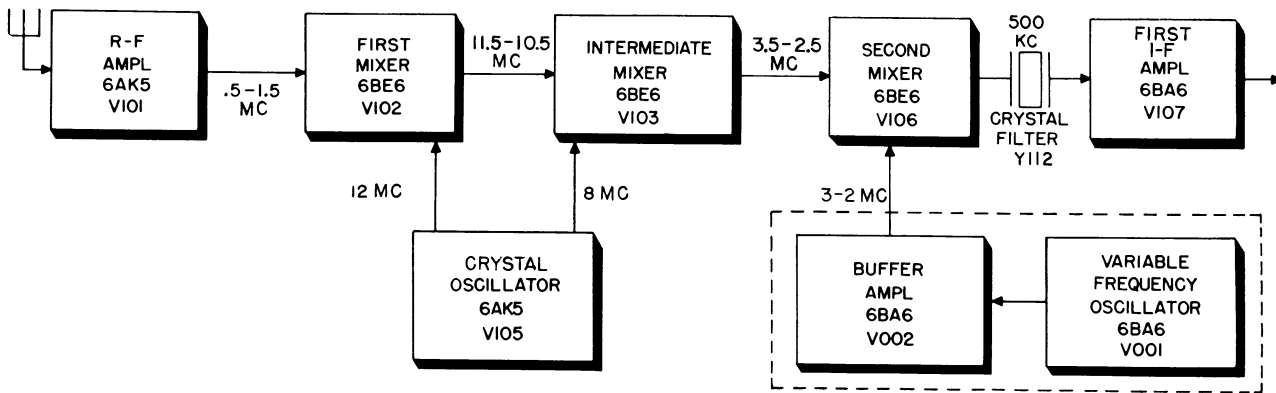 R-F
AMPL
6AK5
V101
.5-1.5
MC
FIRST
MIXER
6BE6
V102
11.5-10.5
MC
INTERMEDIATE
MIXER
6BE6
V103
3.5-2.5
MC
SECOND
MIXER
6BE6
V106
500
KC
CRYSTAL
FILTER
Y112
FIRST
I-F
AMPL
6BA6
V107
12 MC
8 MC
3-2 MC
CRYSTAL
OSCILLATOR
6AK5
V105
BUFFER
AMPL
6BA6
V002
VARIABLE
FREQUENCY
OSCILLATOR
6BA6
V001